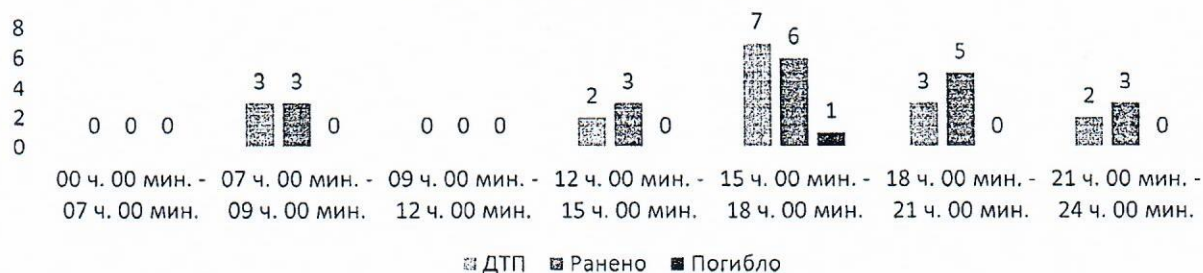 8
6
4
2
0
0 0 0
3 3 0
0 0 0
2 3 0
7 6 1
3 5 0
2 3 0
00 ч. 00 мин. - 07 ч. 00 мин. - 09 ч. 00 мин. - 12 ч. 00 мин. - 15 ч. 00 мин. - 18 ч. 00 мин. - 21 ч. 00 мин. -
07 ч. 00 мин. 09 ч. 00 мин. 12 ч. 00 мин. 15 ч. 00 мин. 18 ч. 00 мин. 21 ч. 00 мин. 24 ч. 00 мин.
ДТП Ранено Погибло